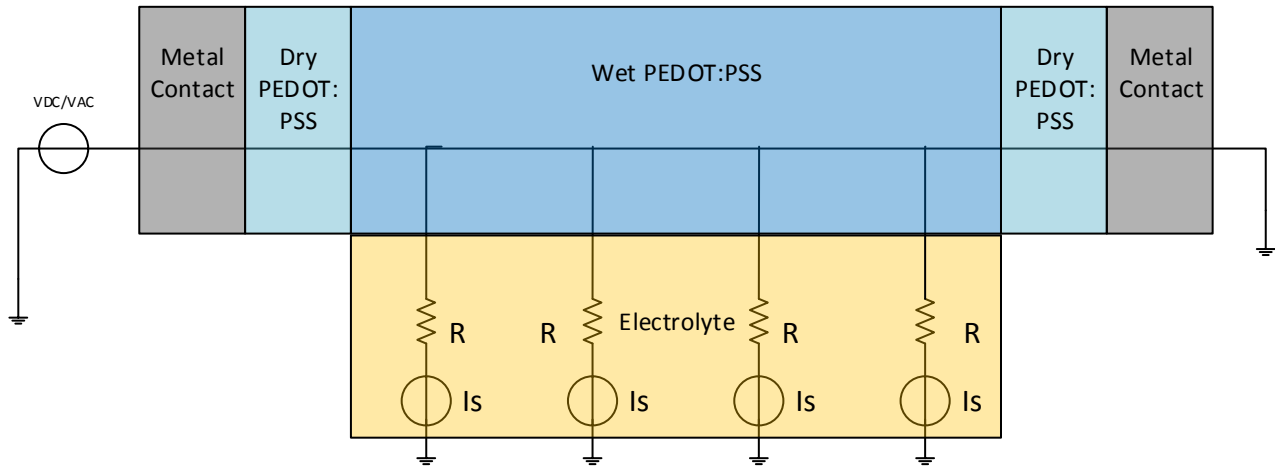 VDC/VAC
Metal
Contact
Dry
PEDOT:
PSS
Wet PEDOT:PSS
Dry
PEDOT:
PSS
Metal
Contact
R
R
Electrolyte
R
R
Is
Is
Is
Is